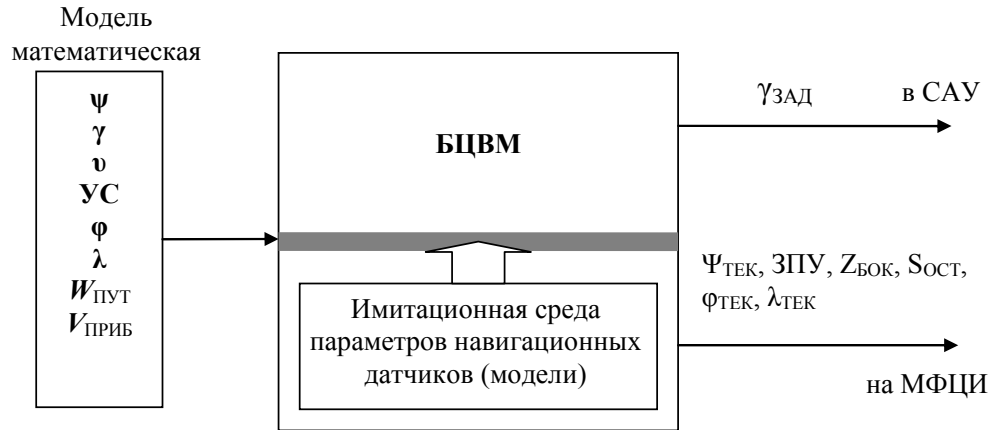 Модель
математическая
ψ
γ
υ
УС
φ
λ
WПУТ
VПРИБ
БЦВМ
Имитационная среда
параметров навигационных
датчиков (модели)
γЗАД в САУ
ΨТЕК, ЗПУ, ZБОК, SОСТ,
φТЕК, λТЕК
на МФЦИ